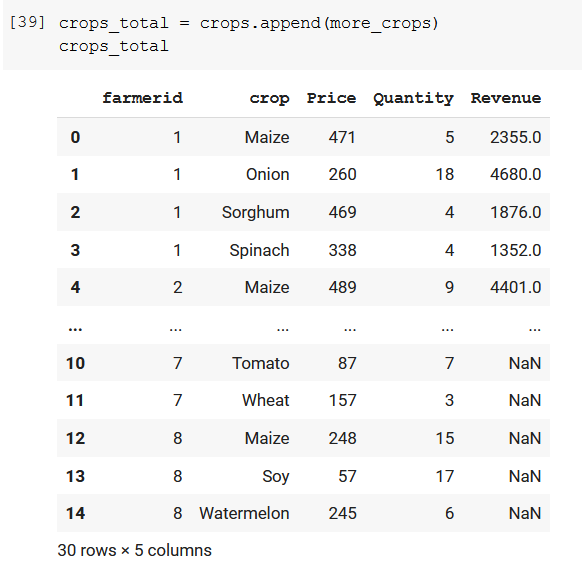 [39] crops_total = crops.append(more_crops)
crops_total
farmerid crop Price Quantity Revenue
0 1 Maize 471 5 2355.0
1 1 Onion 260 18 4680.0
2 1 Sorghum 469 4 1876.0
3 1 Spinach 338 4 1352.0
4 2 Maize 489 9 4401.0
... ... ... ... ... ...
10 7 Tomato 87 7 NaN
11 7 Wheat 157 3 NaN
12 8 Maize 248 15 NaN
13 8 Soy 57 17 NaN
14 8 Watermelon 245 6 NaN
30 rows × 5 columns